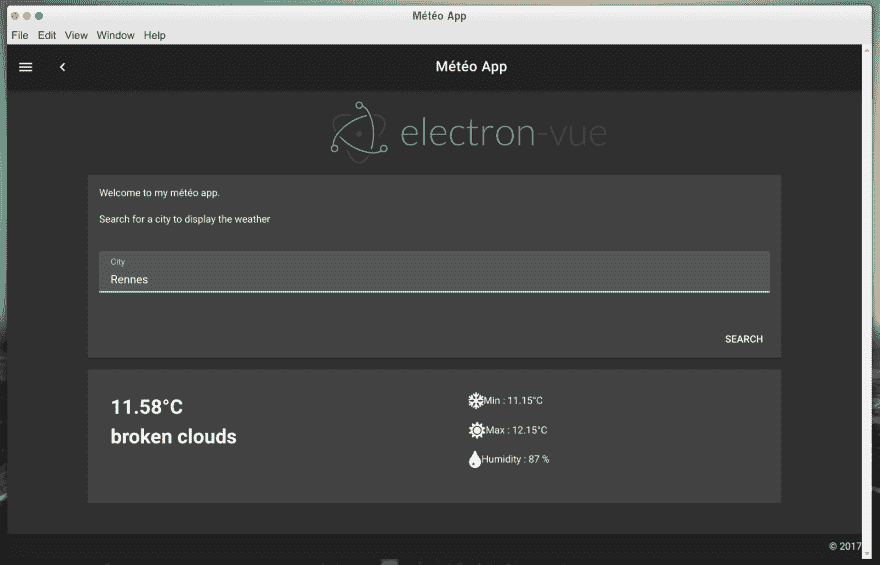 Météo App
File Edit View Window Help
Météo App
electron-vue
Welcome to my météo app.
Search for a city to display the weather
City
Rennes
SEARCH
11.58°C
broken clouds
Min : 11.15°C
Max : 12.15°C
Humidity : 87 %
© 2017